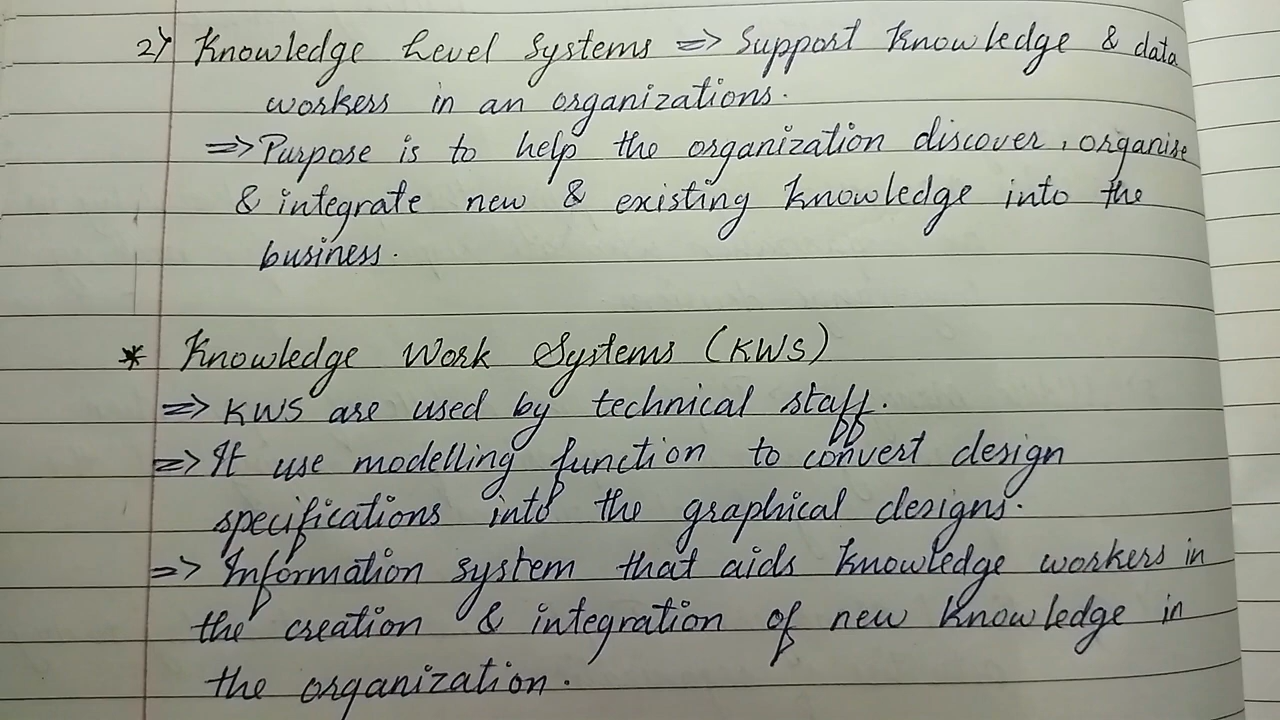 2) Knowledge Level Systems => Support Knowledge & data
workers in an organizations.
=> Purpose is to help the organization discover, organise
& integrate new & existing knowledge into the
business.
* Knowledge Work Systems (KWS)
=> KWS are used by technical staff.
=> It use modelling function to convert design
specifications into the graphical designs.
=> Information system that aids knowledge workers in
the creation & integration of new knowledge in
the organization.